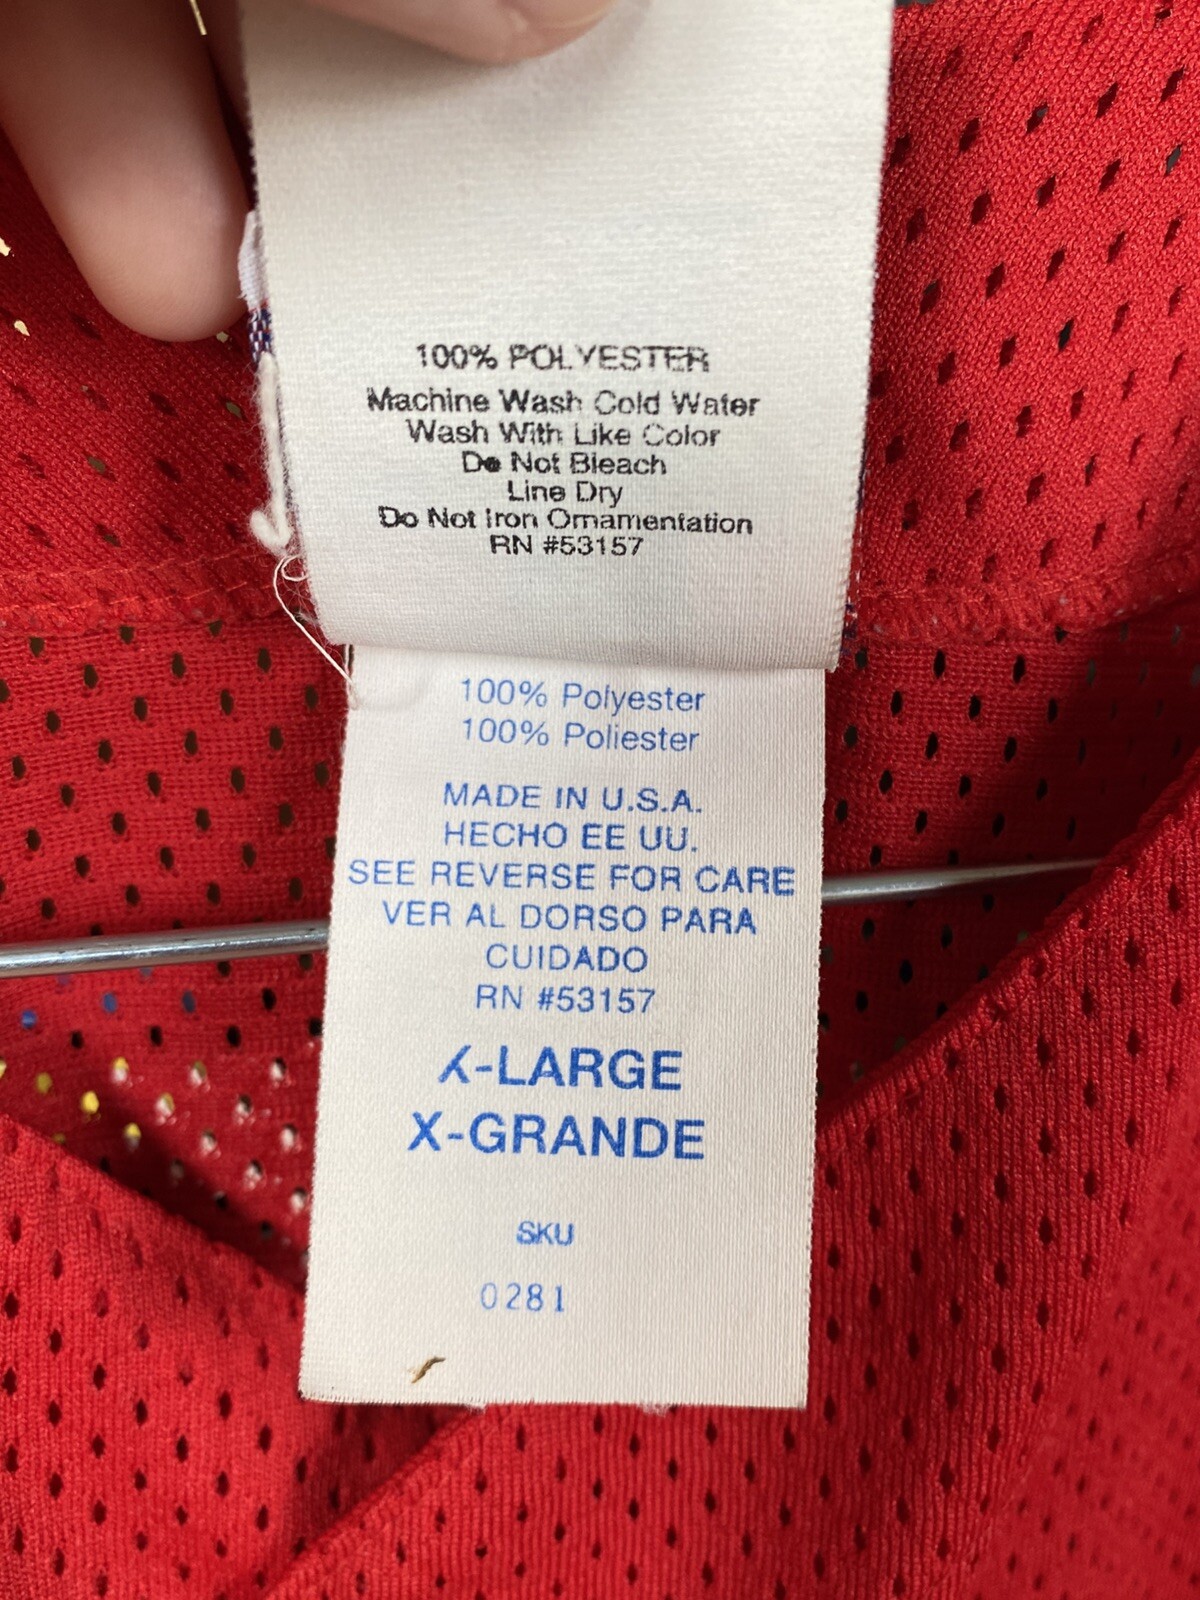 100% POLYESTER
Machine Wash Cold Water
Wash With Like Color
Do Not Bleach
Line Dry
Do Not Iron Ornamentation
RN #53157
100% Polyester
100% Poliester
MADE IN U.S.A.
HECHO EE UU.
SEE REVERSE FOR CARE
VER AL DORSO PARA
CUIDADO
RN #53157
X-LARGE
X-GRANDE
SKU
0281